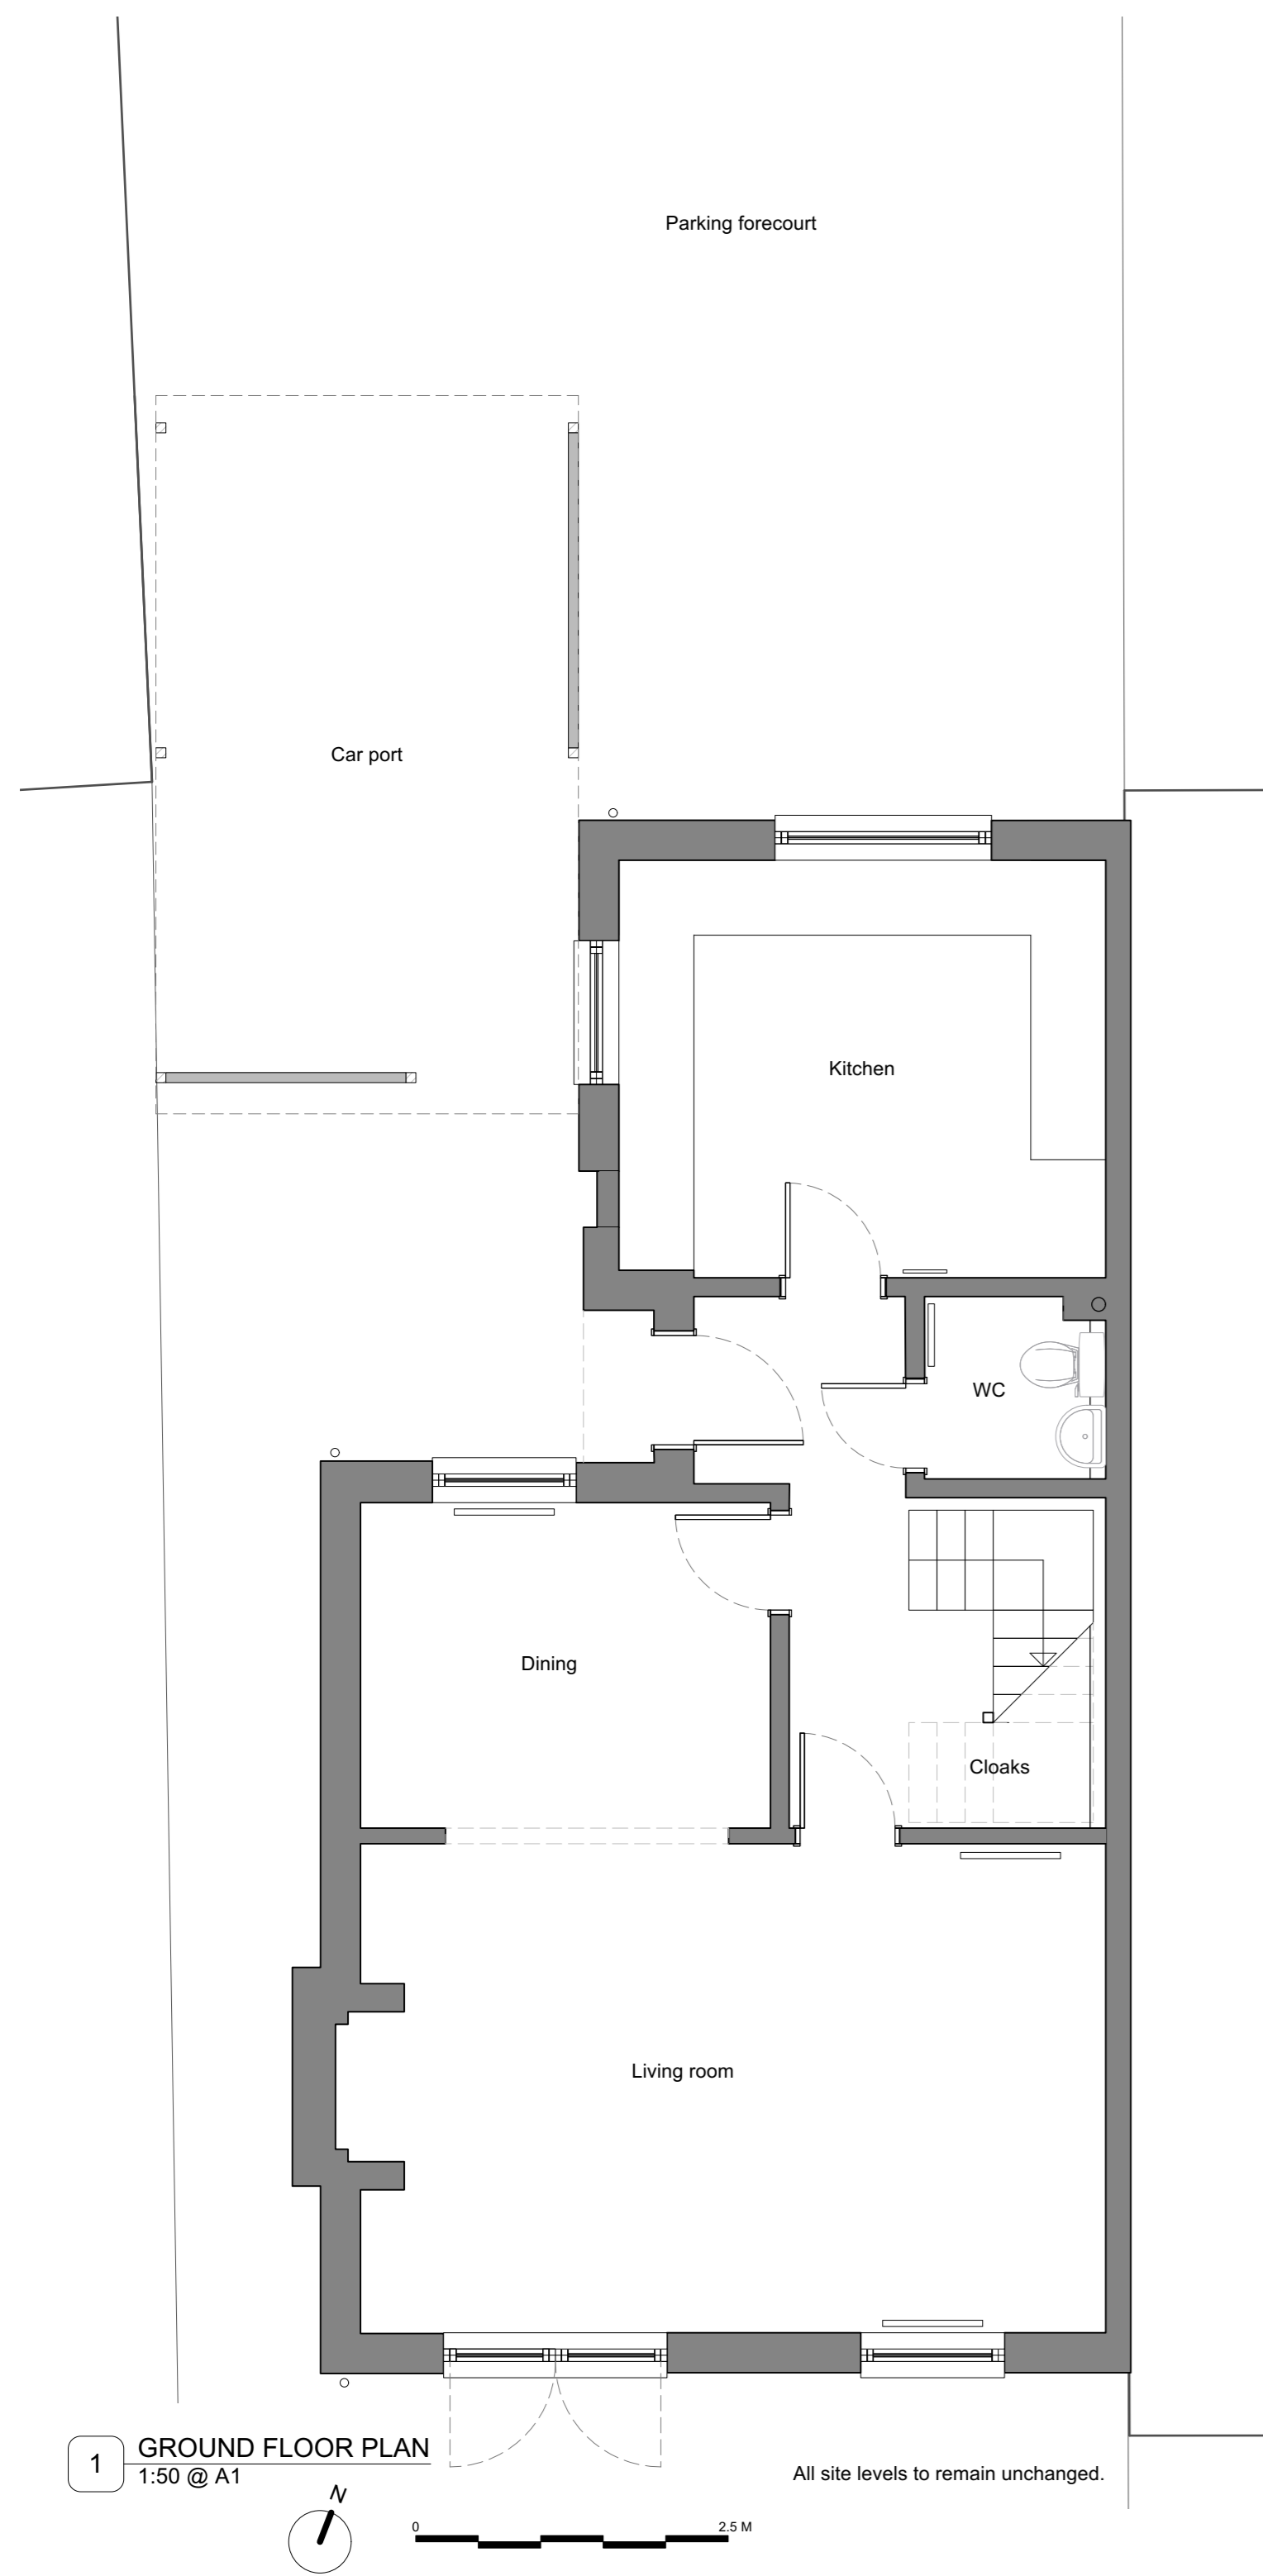 Parking forecourt
Car port
Kitchen
WC
Dining
Cloaks
Living room
1
GROUND FLOOR PLAN
1:50 @ A1
All site levels to remain unchanged.
N
0
2.5 M